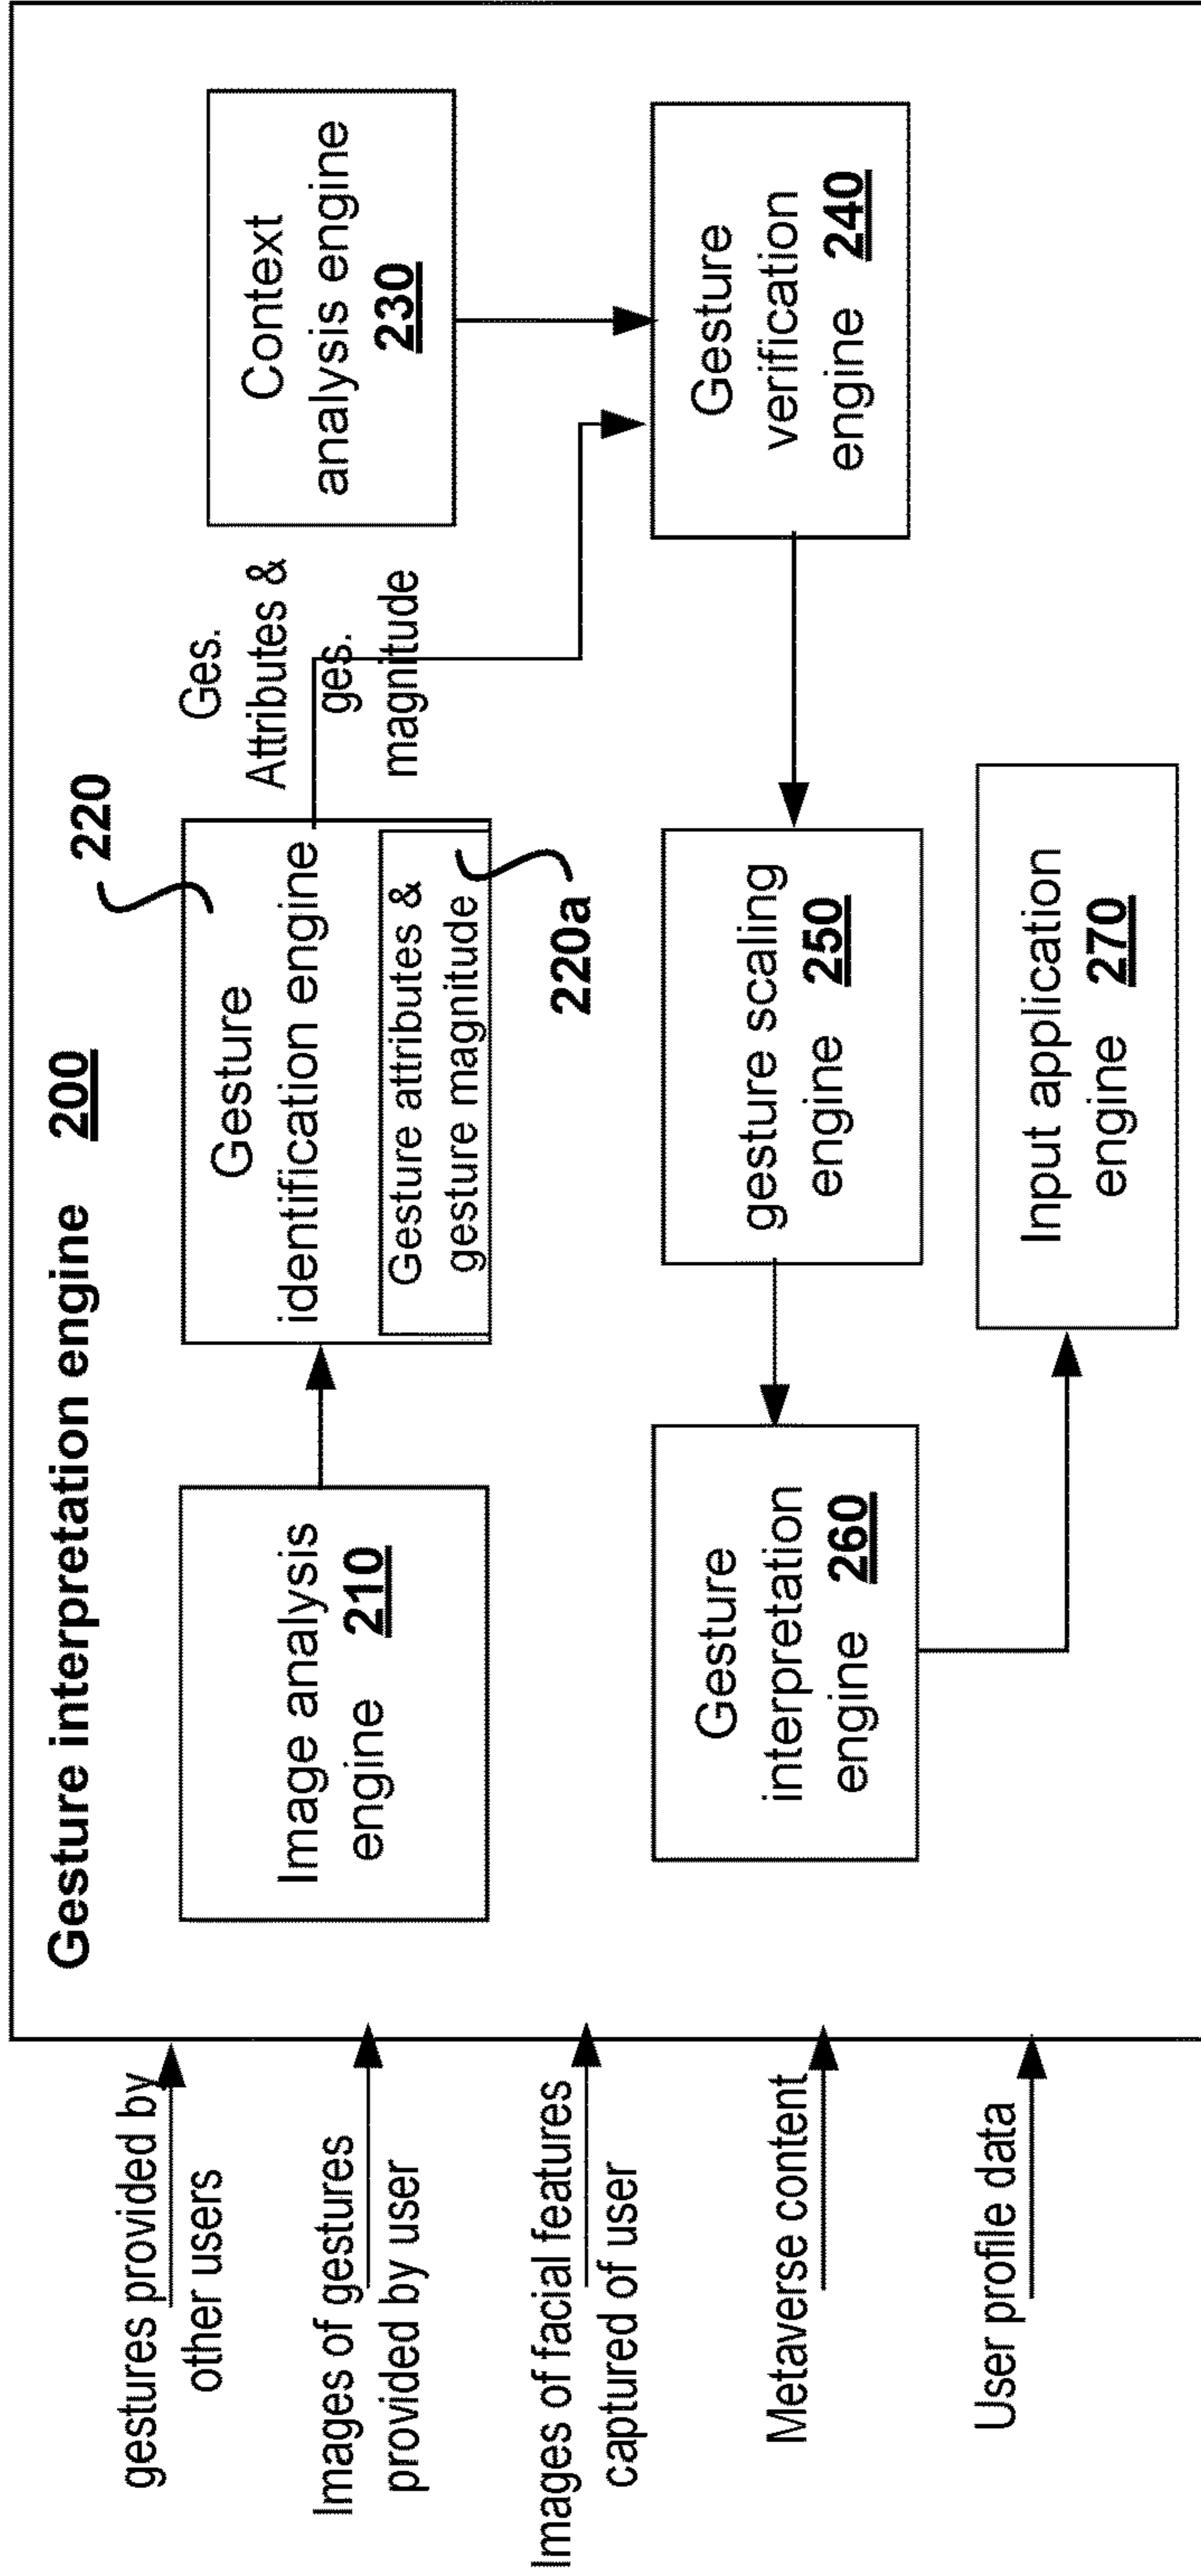 Gesture interpretation engine 200
gestures provided by
other users
Images of gestures
provided by user
Images of facial features
captured of user
Metaverse content
User profile data
Image analysis
engine 210
220
Gesture
identification engine
Gesture attributes &
gesture magnitude
220a
Ges.
Attributes &
ges.
magnitude
Context
analysis engine
230
Gesture
verification
engine 240
gesture scaling
engine 250
Gesture
interpretation
engine 260
Input application
engine 270